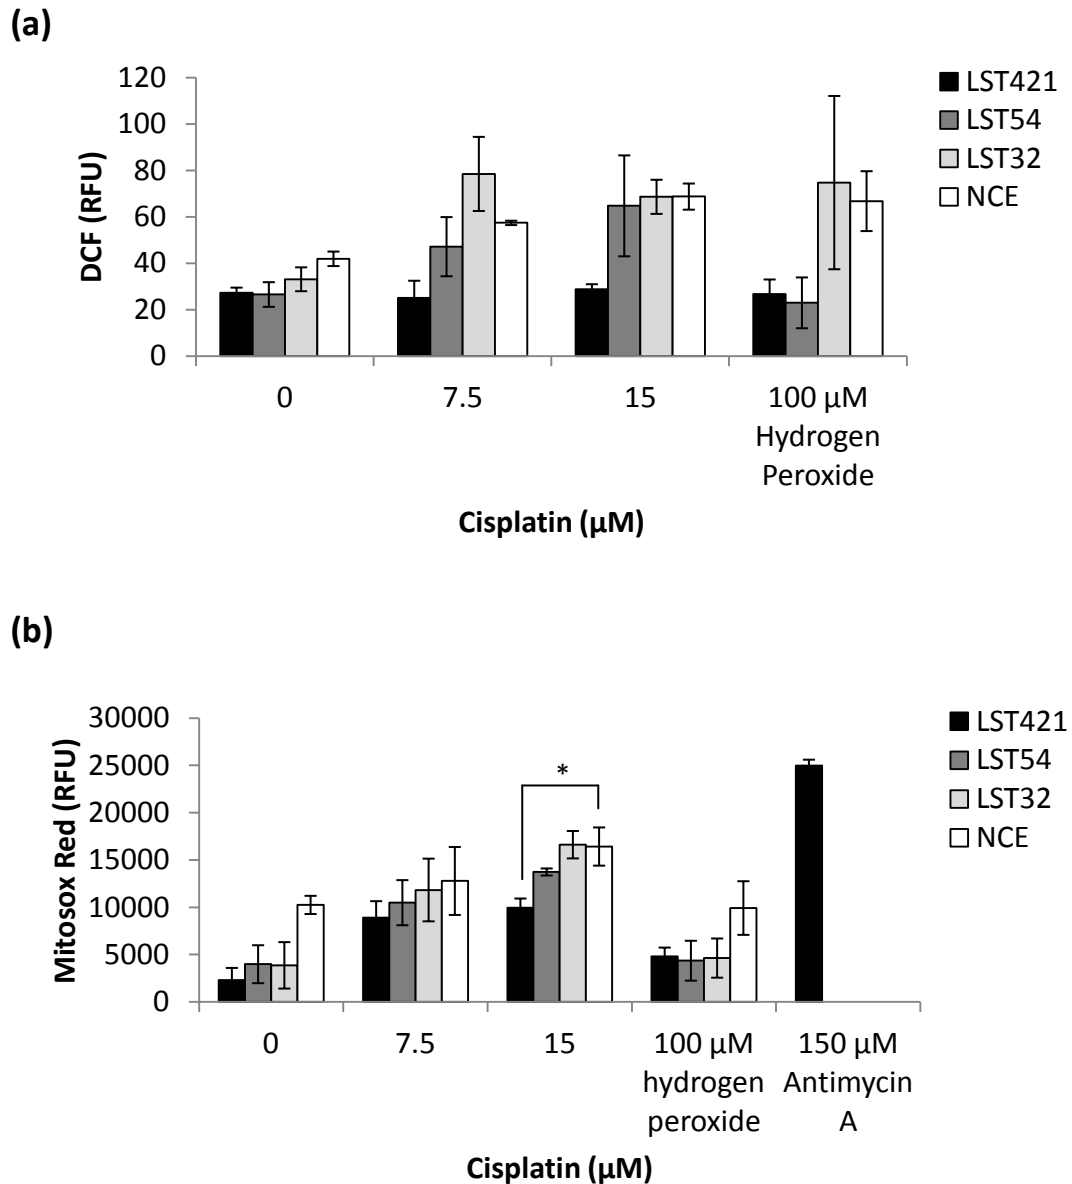 (a)
DCF (RFU)
120
100
80
60
40
20
0
0
7.5
15
100 µM
Hydrogen
Peroxide
Cisplatin (µM)
LST421
LST54
LST32
NCE
(b)
Mitosox Red (RFU)
30000
25000
20000
15000
10000
5000
0
*
0
7.5
15
100 µM
hydrogen
peroxide
150 µM
Antimycin
A
Cisplatin (µM)
LST421
LST54
LST32
NCE